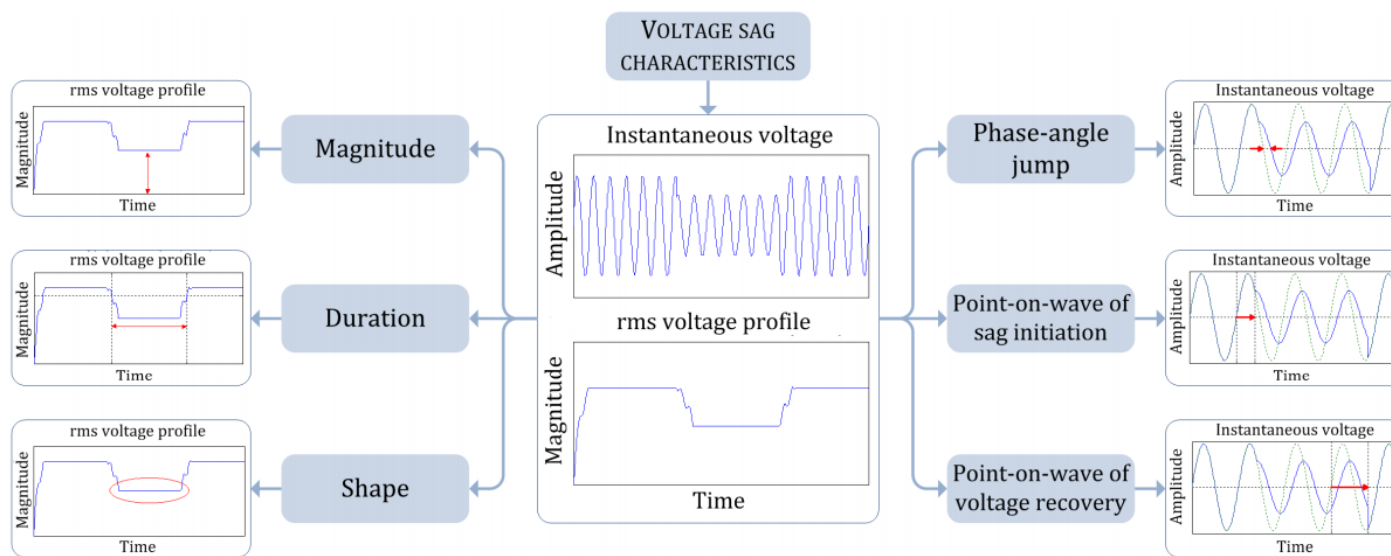 VOLTAGE SAG
CHARACTERISTICS
rms voltage profile
Magnitude
Time
Magnitude
rms voltage profile
Magnitude
Time
Duration
rms voltage profile
Magnitude
Time
Shape
Instantaneous voltage
Amplitude
rms voltage profile
Magnitude
Time
Phase-angle
jump
Instantaneous voltage
Amplitude
Time
Point-on-wave of
sag initiation
Instantaneous voltage
Amplitude
Time
Point-on-wave of
voltage recovery
Instantaneous voltage
Amplitude
Time